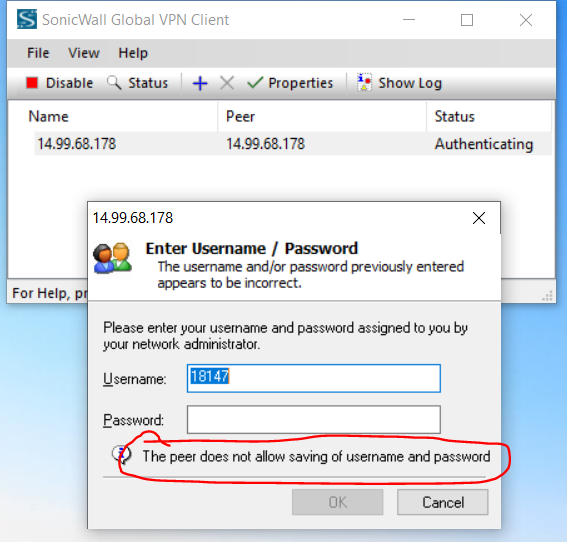 SonicWall Global VPN Client
File View Help
Disable Status Properties Show Log
Name Peer Status
14.99.68.178 14.99.68.178 Authenticating
14.99.68.178
Enter Username / Password
The username and/or password previously entered
appears to be incorrect.
For Help, pr
Please enter your username and password assigned to you by
your network administrator.
Username: 18147
Password:
The peer does not allow saving of username and password
OK Cancel